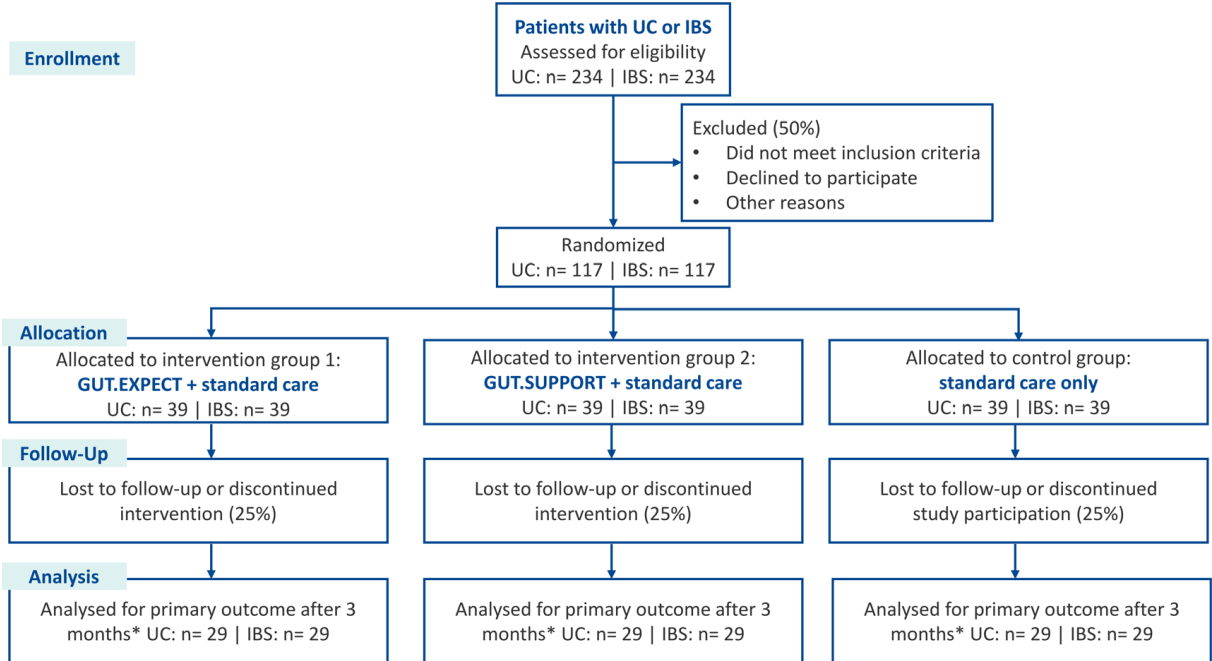 Enrollment
Patients with UC or IBS
Assessed for eligibility
UC: n= 234 | IBS: n= 234
Excluded (50%)
• Did not meet inclusion criteria
• Declined to participate
• Other reasons
Randomized
UC: n= 117 | IBS: n= 117
Allocation
Allocated to intervention group 1:
GUT.EXPECT + standard care
UC: n= 39 | IBS: n= 39
Allocated to intervention group 2:
GUT.SUPPORT + standard care
UC: n= 39 | IBS: n= 39
Allocated to control group:
standard care only
UC: n= 39 | IBS: n= 39
Follow-Up
Lost to follow-up or discontinued
intervention (25%)
Lost to follow-up or discontinued
intervention (25%)
Lost to follow-up or discontinued
study participation (25%)
Analysis
Analysed for primary outcome after 3
months* UC: n= 29 | IBS: n= 29
Analysed for primary outcome after 3
months* UC: n= 29 | IBS: n= 29
Analysed for primary outcome after 3
months* UC: n= 29 | IBS: n= 29